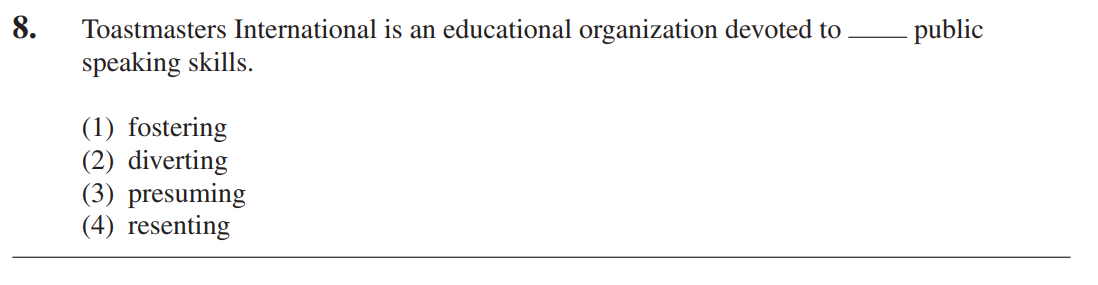 8. Toastmasters International is an educational organization devoted to ____ public
speaking skills.
(1) fostering
(2) diverting
(3) presuming
(4) resenting